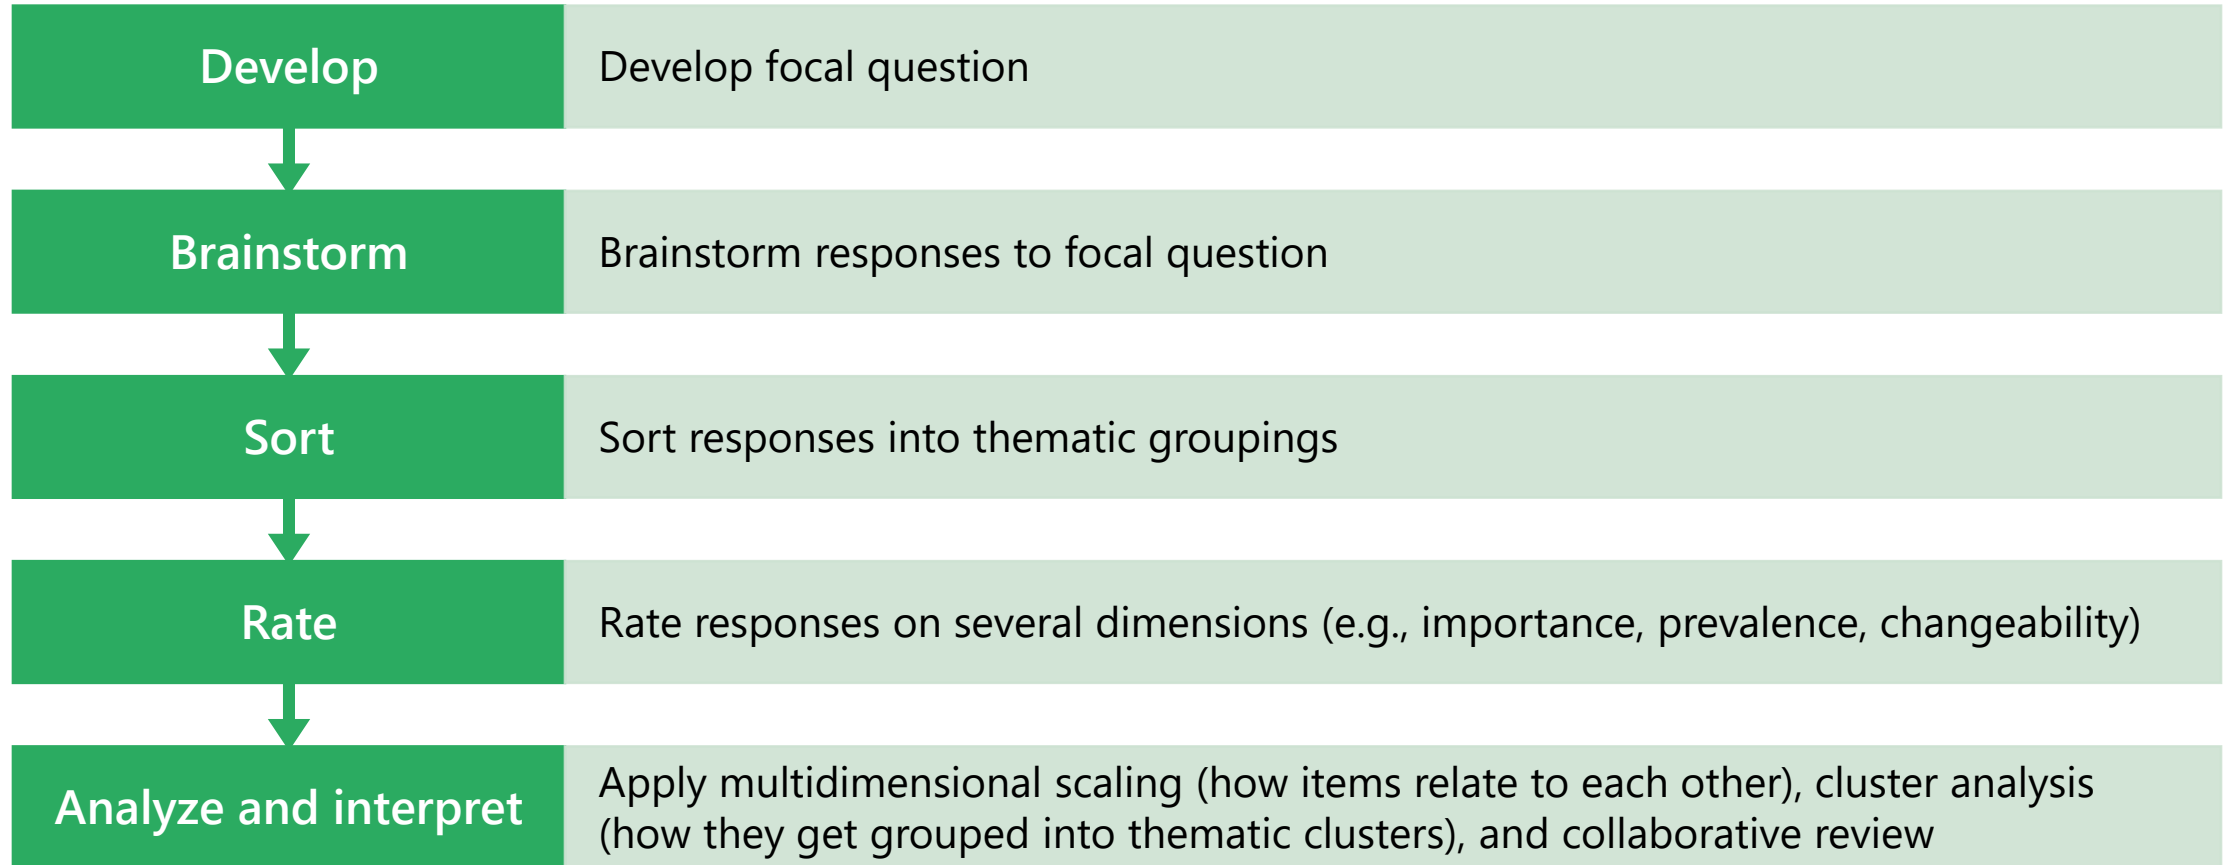 Develop
Develop focal question
Brainstorm
Brainstorm responses to focal question
Sort
Sort responses into thematic groupings
Rate
Rate responses on several dimensions (e.g., importance, prevalence, changeability)
Analyze and interpret
Apply multidimensional scaling (how items relate to each other), cluster analysis
(how they get grouped into thematic clusters), and collaborative review